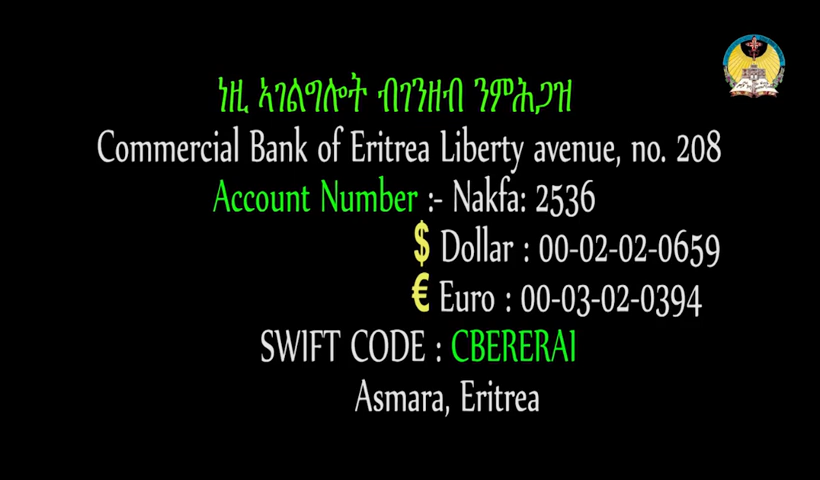 ነዚ ኣገልግሎት ብገንዘብ ንምሕጋዝ
Commercial Bank of Eritrea Liberty avenue, no. 208
Account Number :- Nakfa: 2536
$ Dollar : 00-02-02-0659
€ Euro : 00-03-02-0394
SWIFT CODE : CBERERAI
Asmara, Eritrea